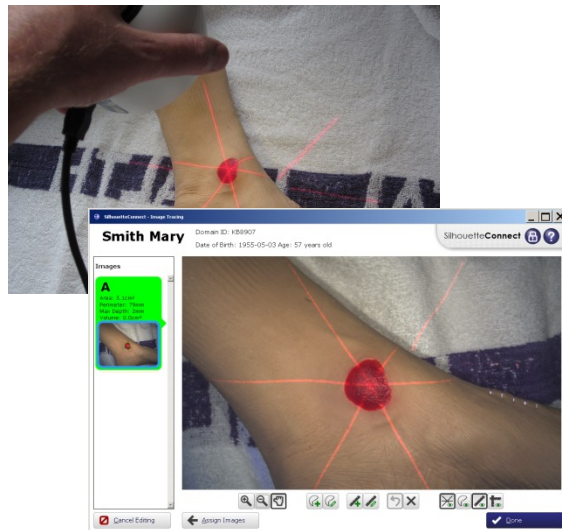 SilhouetteConnect - Image Tracing
Smith Mary
Domain ID: KB8907
Date of Birth: 1955-05-03 Age: 57 years old
SilhouetteConnect
Images
A
Area: 5.1cm²
Perimeter: 79mm
Max Depth: 2mm
Volume: 0.0cm³
Cancel Editing
Assign Images
Done